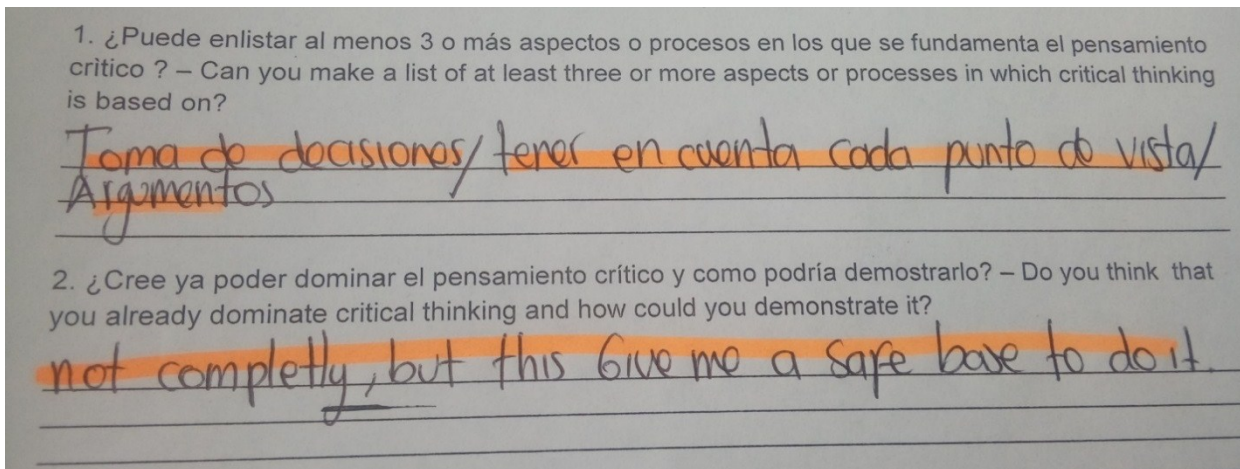 1. ¿Puede enlistar al menos 3 o más aspectos o procesos en los que se fundamenta el pensamiento
crìtico ? – Can you make a list of at least three or more aspects or processes in which critical thinking
is based on?
Toma de decisiones/ tener en cuenta cada punto de vista/
Argumentos
2. ¿Cree ya poder dominar el pensamiento crítico y como podría demostrarlo? – Do you think that
you already dominate critical thinking and how could you demonstrate it?
not completly, but this Give me a safe base to do it.